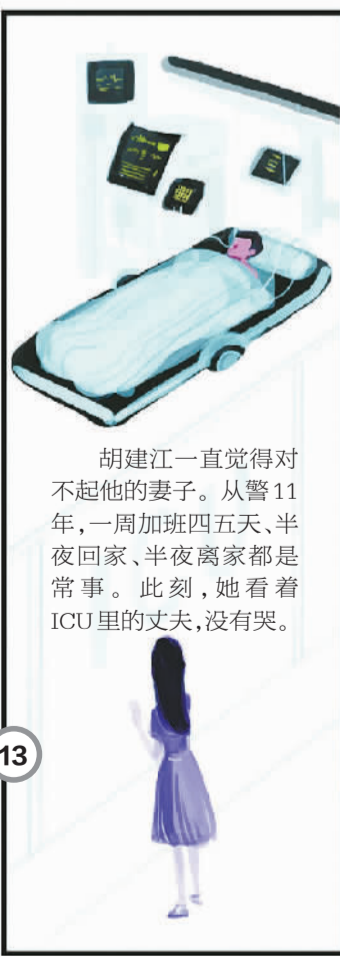 胡建江一直觉得对
不起他的妻子。从警11
年,一周加班四五天、半
夜回家、半夜离家都是
常事。此刻,她看着
ICU里的丈夫,没有哭。
13